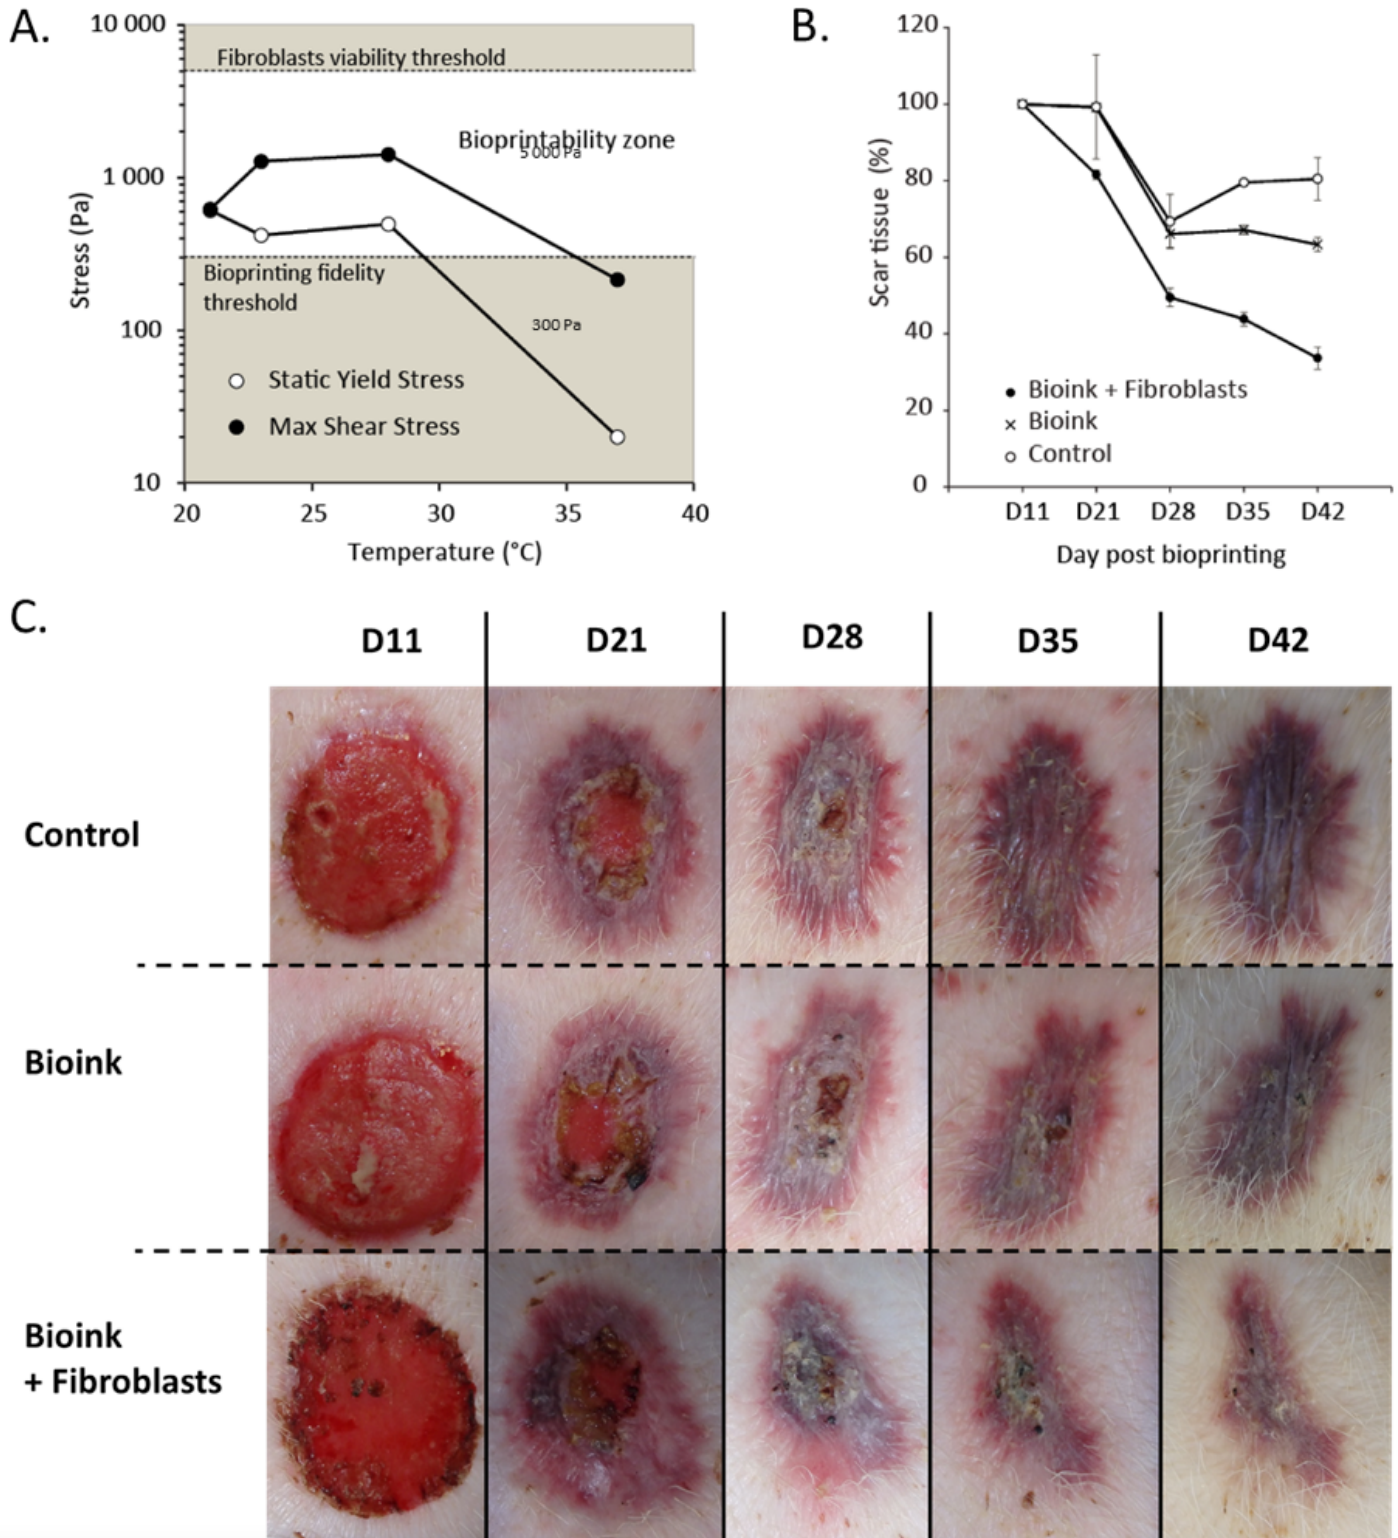 A.
10 000
1 000
100
10
Stress (Pa)
Fibroblasts viability threshold
Bioprintability zone
5 000 Pa
Bioprinting fidelity
threshold
300 Pa
Static Yield Stress
Max Shear Stress
20 25 30 35 40
Temperature (°C)
B.
120
100
80
60
40
20
0
Scar tissue (%)
Bioink + Fibroblasts
Bioink
Control
D11 D21 D28 D35 D42
Day post bioprinting
C.
D11 D21 D28 D35 D42
Control
Bioink
Bioink
+ Fibroblasts